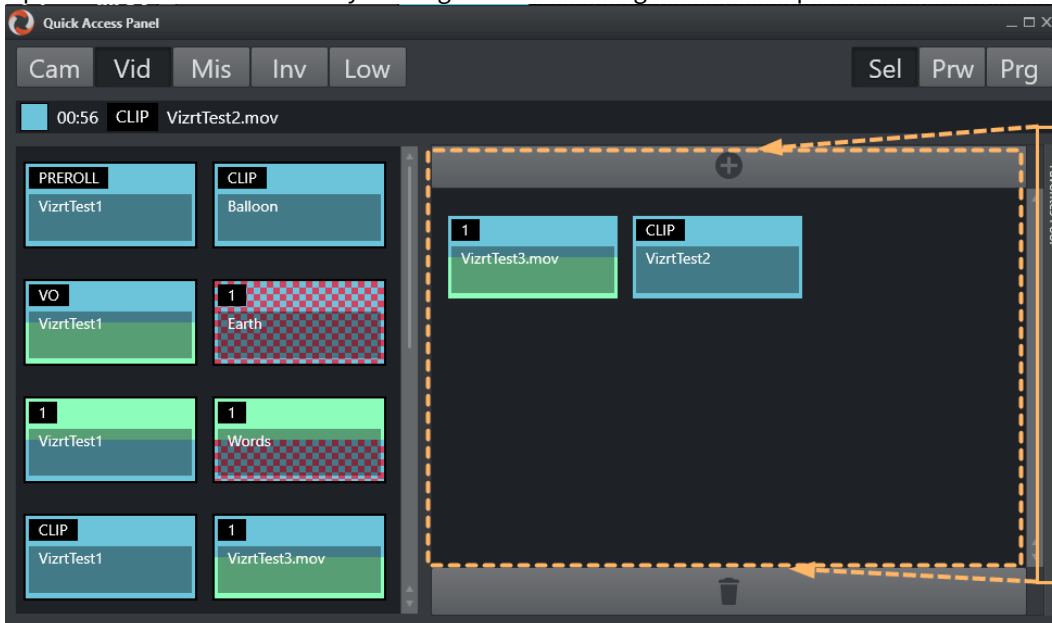 Quick Access Panel
Cam Vid Mis Inv Low Sel Prw Prg
00:56 CLIP VizrtTest2.mov
PREROLL
VizrtTest1
CLIP
Balloon
1
VizrtTest3.mov
CLIP
VizrtTest2
VO
VizrtTest1
1
Earth
1
VizrtTest1
1
Words
CLIP
VizrtTest1
1
VizrtTest3.mov